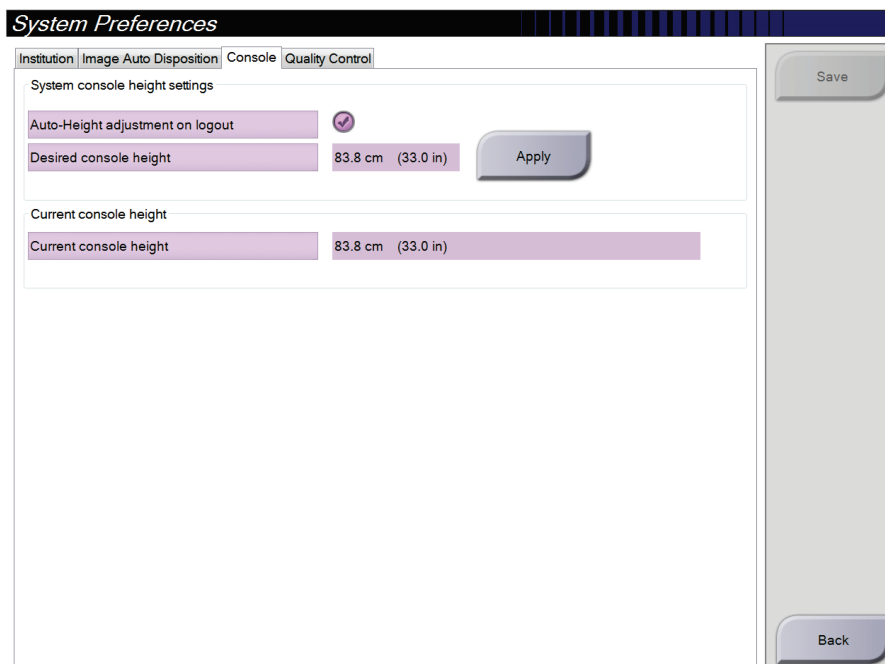 System Preferences
Institution Image Auto Disposition Console Quality Control
Save
System console height settings
Auto-Height adjustment on logout
Desired console height 83.8 cm (33.0 in) Apply
Current console height
Current console height 83.8 cm (33.0 in)
Back